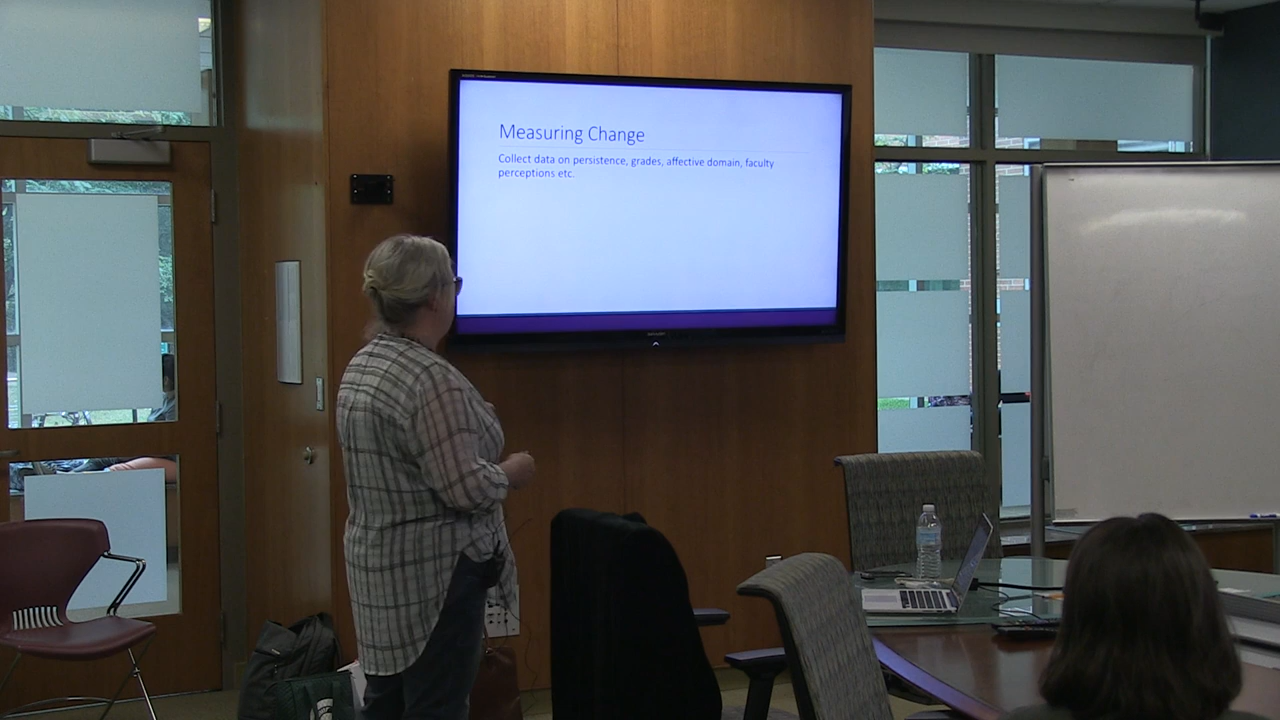 Measuring Change
Collect data on persistence, grades, affective domain, faculty
perceptions etc.